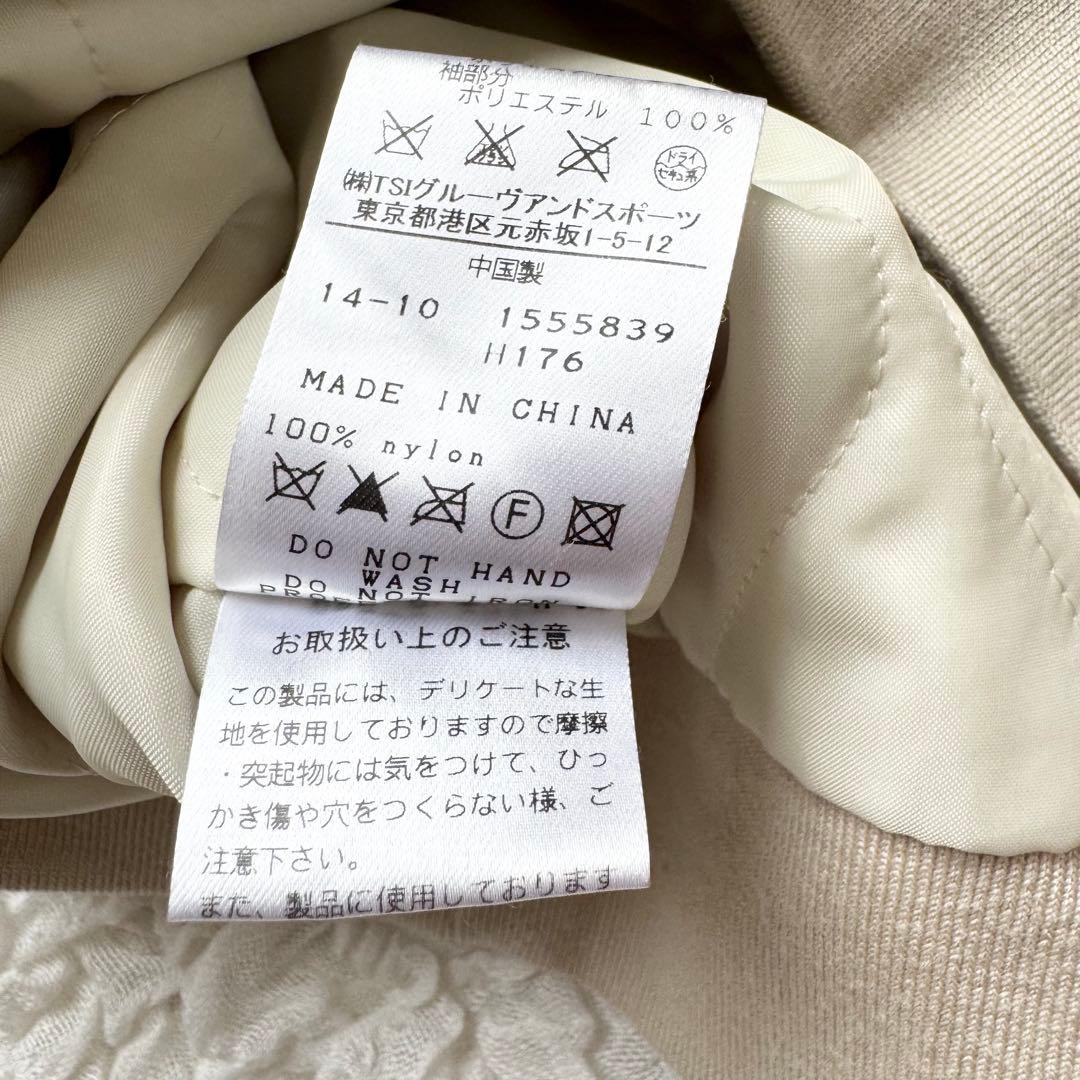 袖部分
ポリエステル 100%
ドライ
セキユ系
(株)TSIグルーヴアンドスポーツ
東京都港区元赤坂1-5-12
中国製
14-10 1555839
H176
MADE IN CHINA
100% nylon
F
DO NOT HAND
DO WASH
NOT IRON
お取扱い上のご注意
この製品には、デリケートな生
地を使用しておりますので摩擦
・突起物には気をつけて、ひっ
かき傷や穴をつくらない様、ご
注意下さい。
また、製品に使用しております